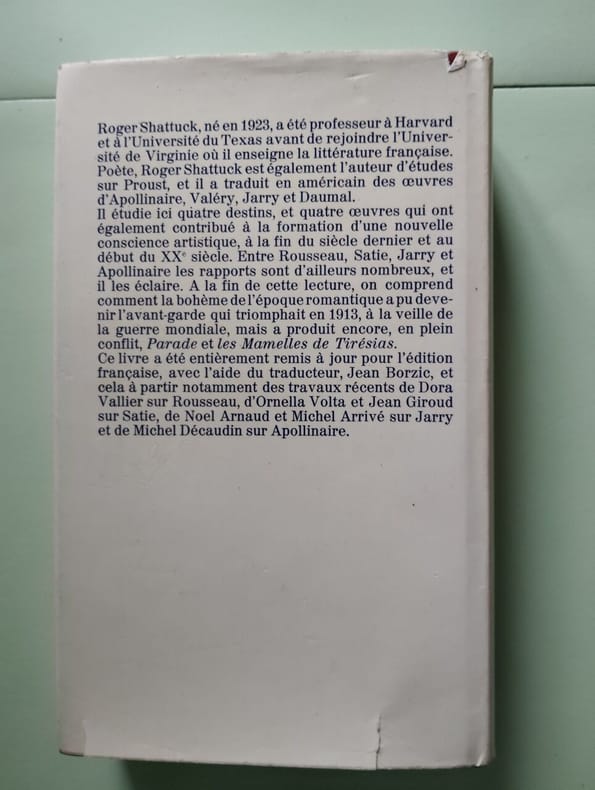 Roger Shattuck, né en 1923, a été professeur à Harvard
et à l'Université du Texas avant de rejoindre l'Univer-
sité de Virginie où il enseigne la littérature française.
Poète, Roger Shattuck est également l'auteur d'études
sur Proust, et il a traduit en américain des œuvres
d'Apollinaire, Valéry, Jarry et Daumal.
Il étudie ici quatre destins, et quatre œuvres qui ont
également contribué à la formation d'une nouvelle
conscience artistique, à la fin du siècle dernier et au
début du XXe siècle. Entre Rousseau, Satie, Jarry et
Apollinaire les rapports sont d'ailleurs nombreux, et
il les éclaire. A la fin de cette lecture, on comprend
comment la bohème de l'époque romantique a pu deve-
nir l'avant-garde qui triomphait en 1913, à la veille de
la guerre mondiale, mais a produit encore, en plein
conflit, Parade et les Mamelles de Tirésias.
Ce livre a été entièrement remis à jour pour l'édition
française, avec l'aide du traducteur, Jean Borzic, et
cela à partir notamment des travaux récents de Dora
Vallier sur Rousseau, d'Ornella Volta et Jean Giroud
sur Satie, de Noel Arnaud et Michel Arrivé sur Jarry
et de Michel Décaudin sur Apollinaire.